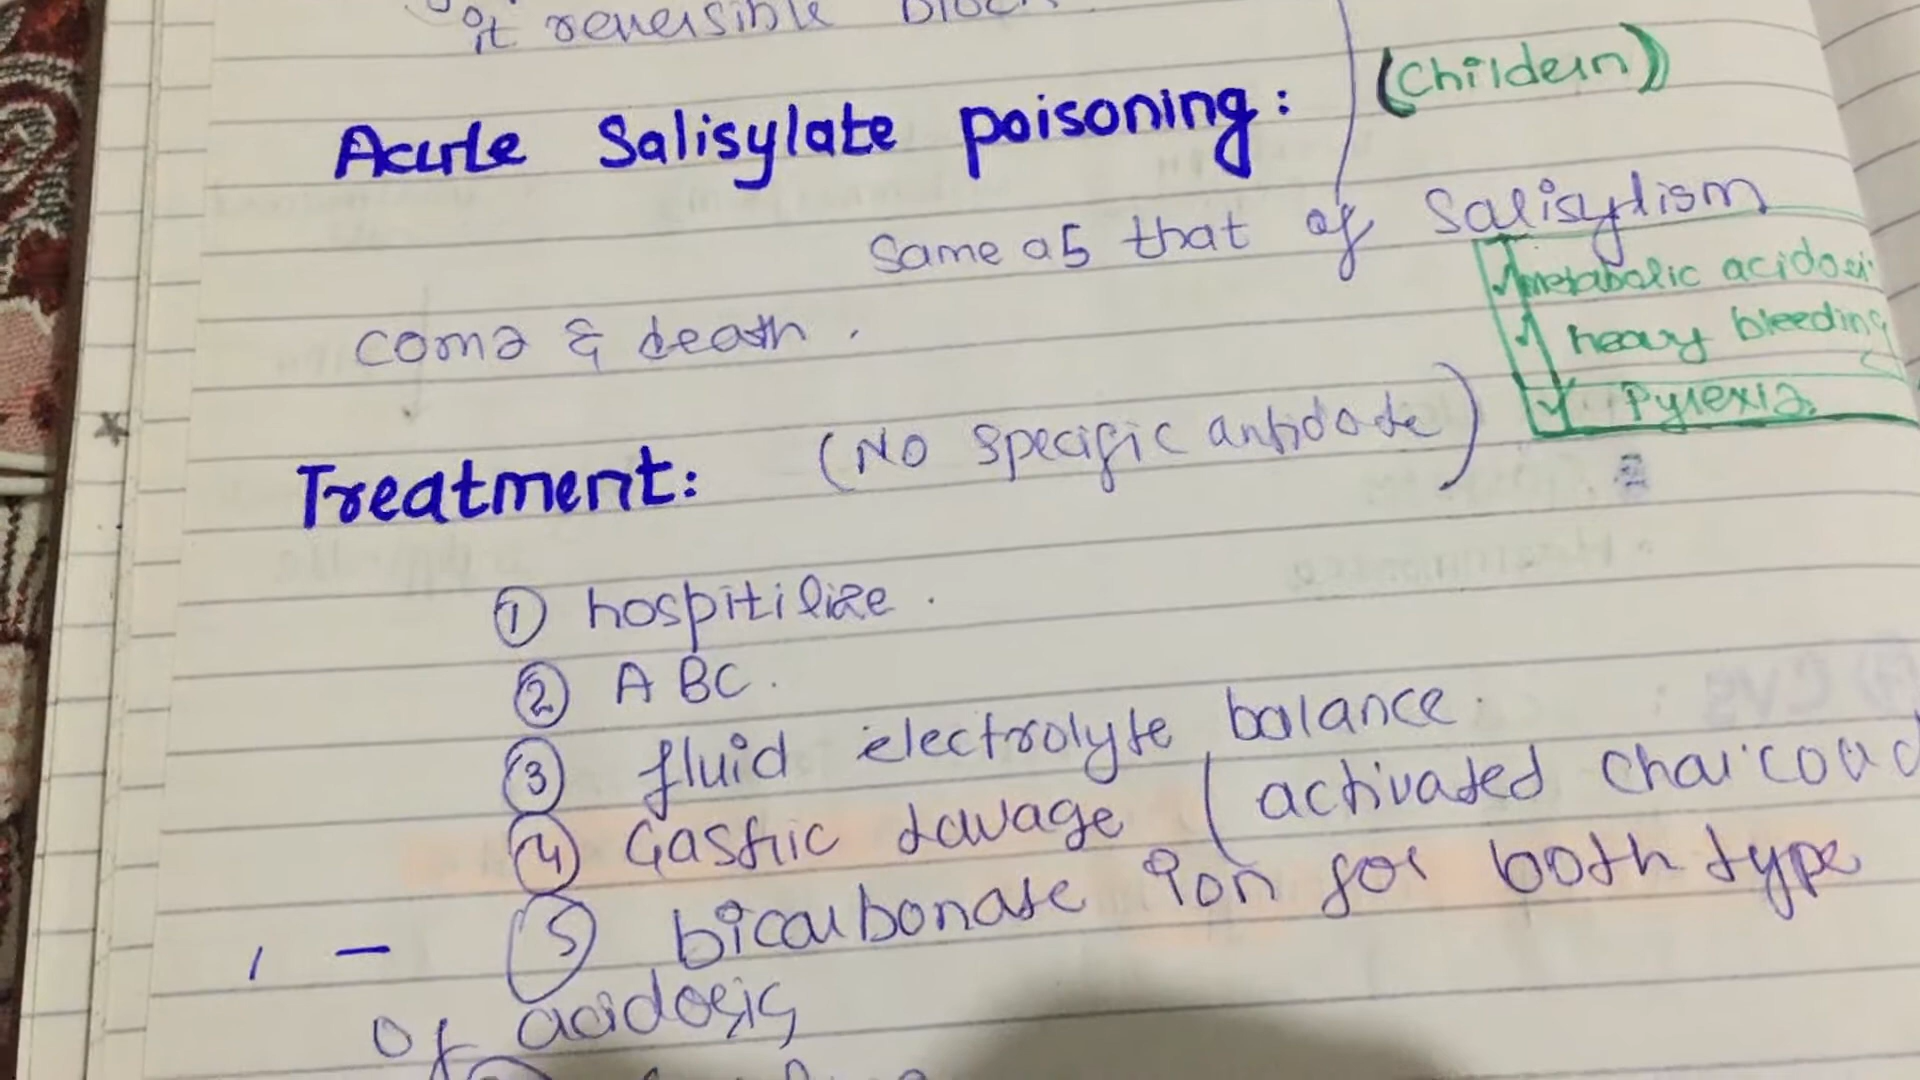 it reversible
(Childern)
Acute Salisylate poisoning:
Same as that of Salisylism
metabolic acidosi
heavy bleeding
Pyrexia
coma & death.
Treatment: (No specific antidote)
① hospitilize.
② ABC.
③ fluid electrolyte balance.
④ Gastric lavage (activated charcoa
⑤ bicarbonate ion for both type
of acidosis